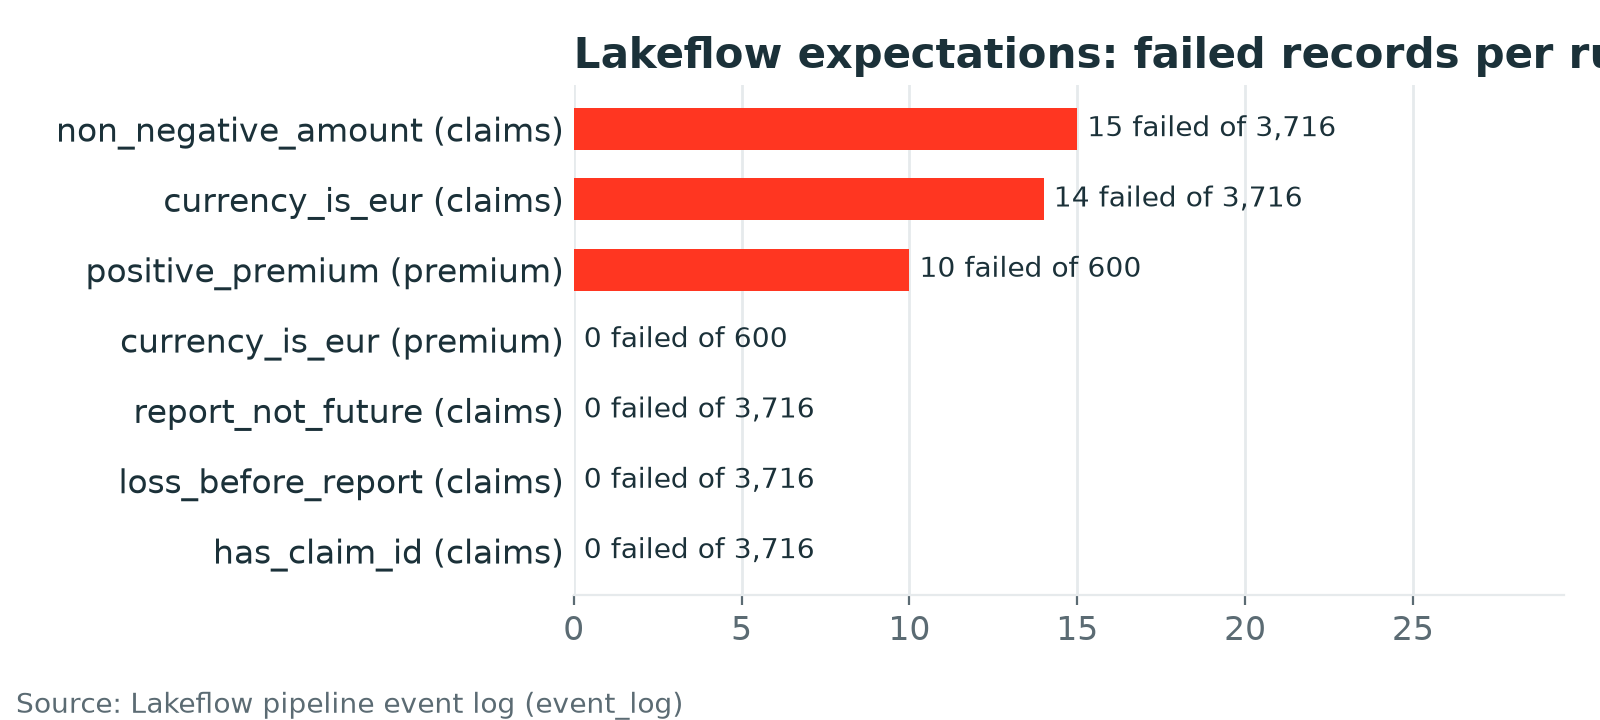 Lakeflow expectations: failed records per
non_negative_amount (claims) 15 failed of 3,716
currency_is_eur (claims) 14 failed of 3,716
positive_premium (premium) 10 failed of 600
currency_is_eur (premium) 0 failed of 600
report_not_future (claims) 0 failed of 3,716
loss_before_report (claims) 0 failed of 3,716
has_claim_id (claims) 0 failed of 3,716
0 5 10 15 20 25
Source: Lakeflow pipeline event log (event_log)